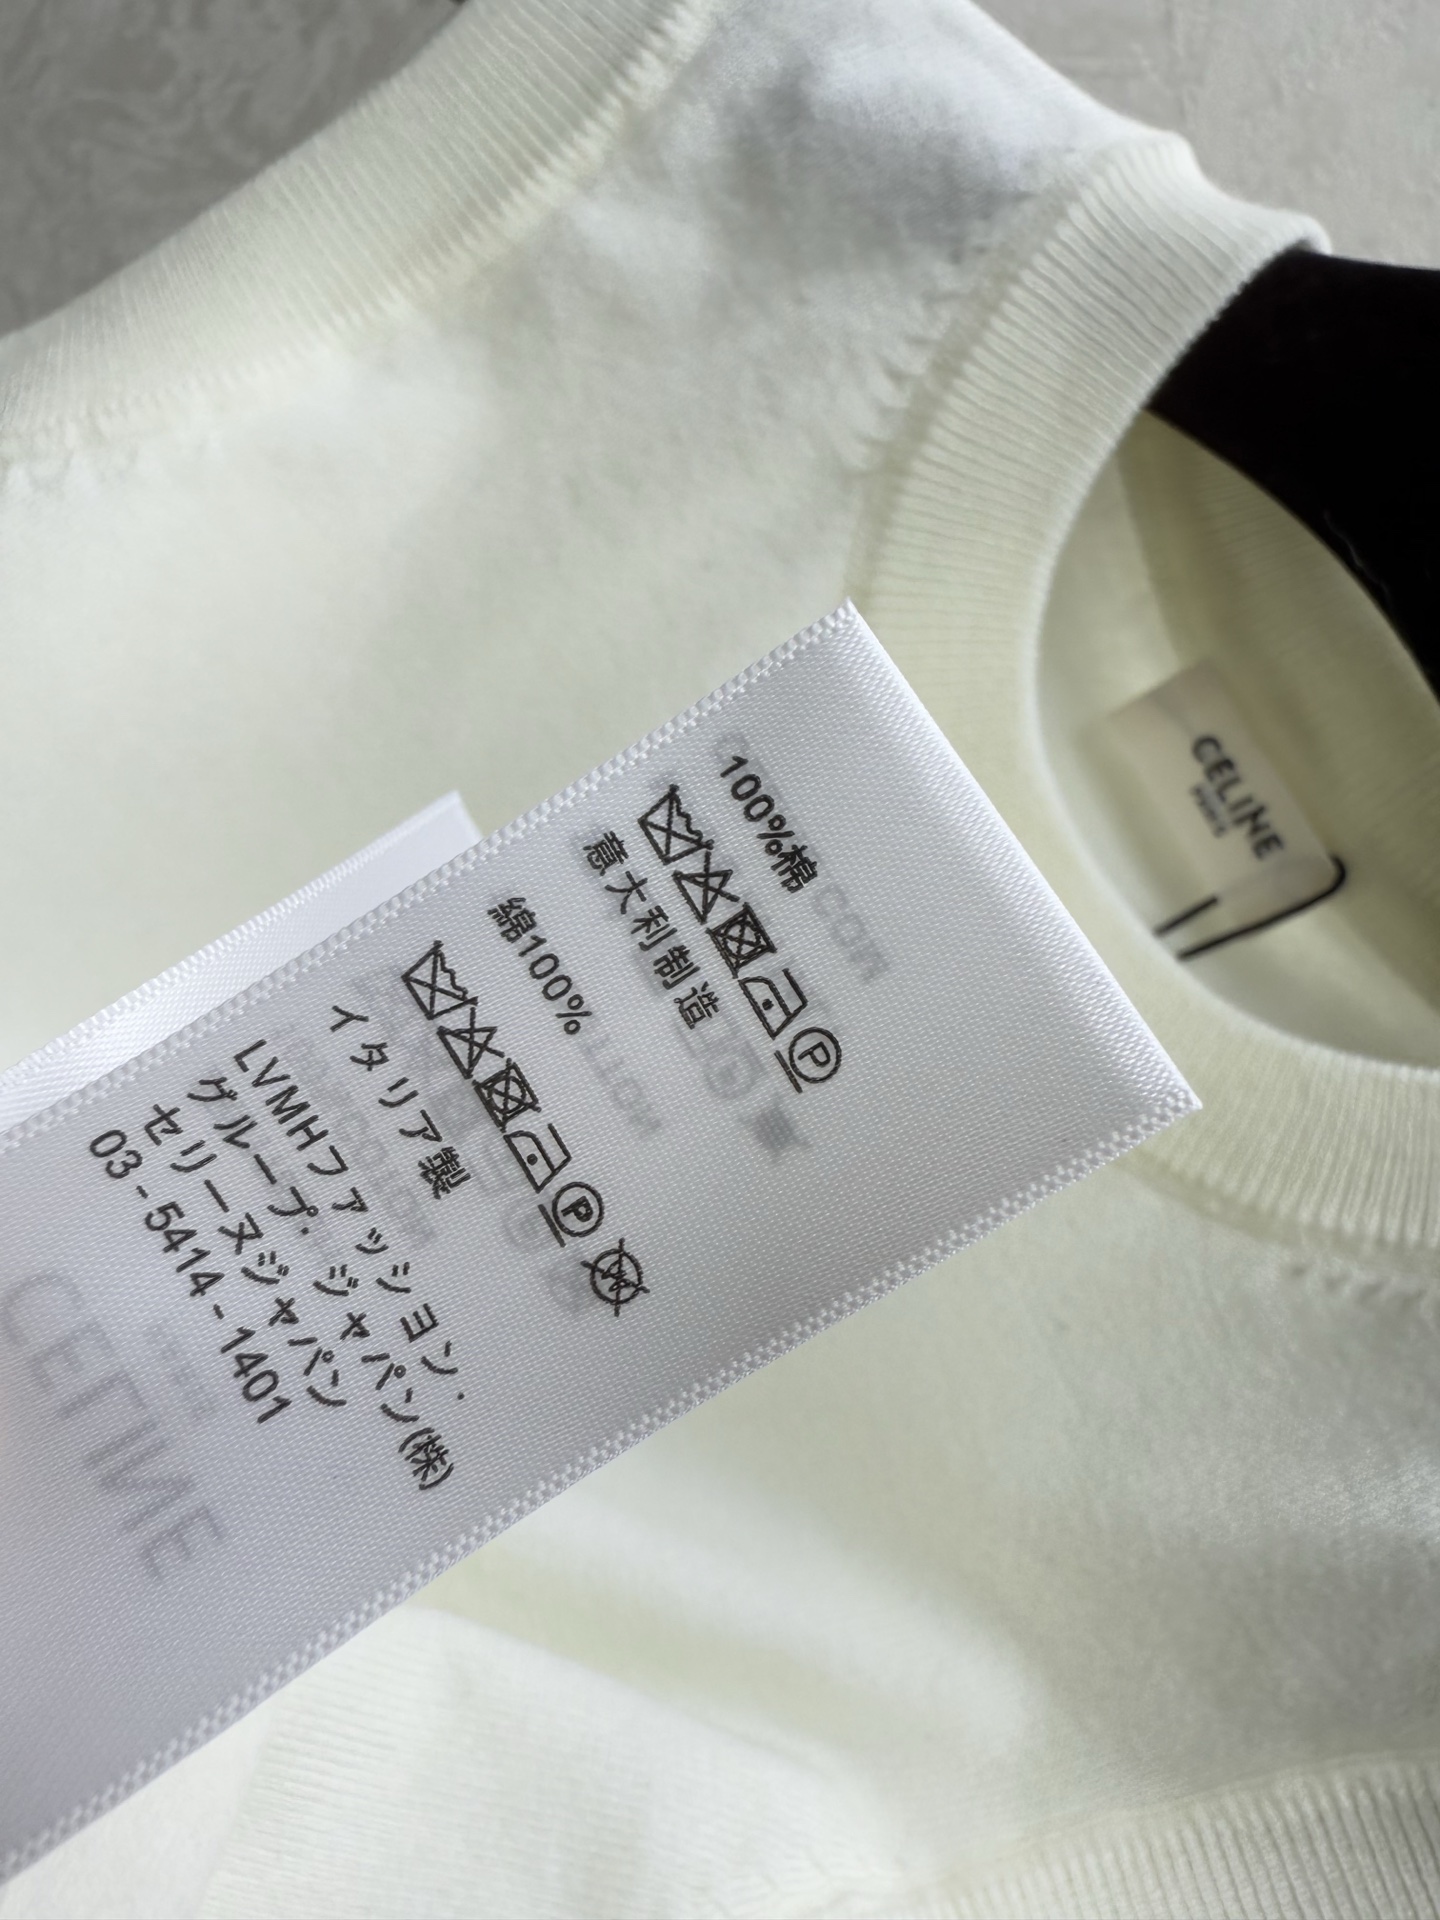 100%棉
意大利制造
綿100%
イタリア製
LVMHファッション・
グループ・ジャパン(株)
セリーヌジャパン
03-5414-1401
CELINE
PARIS